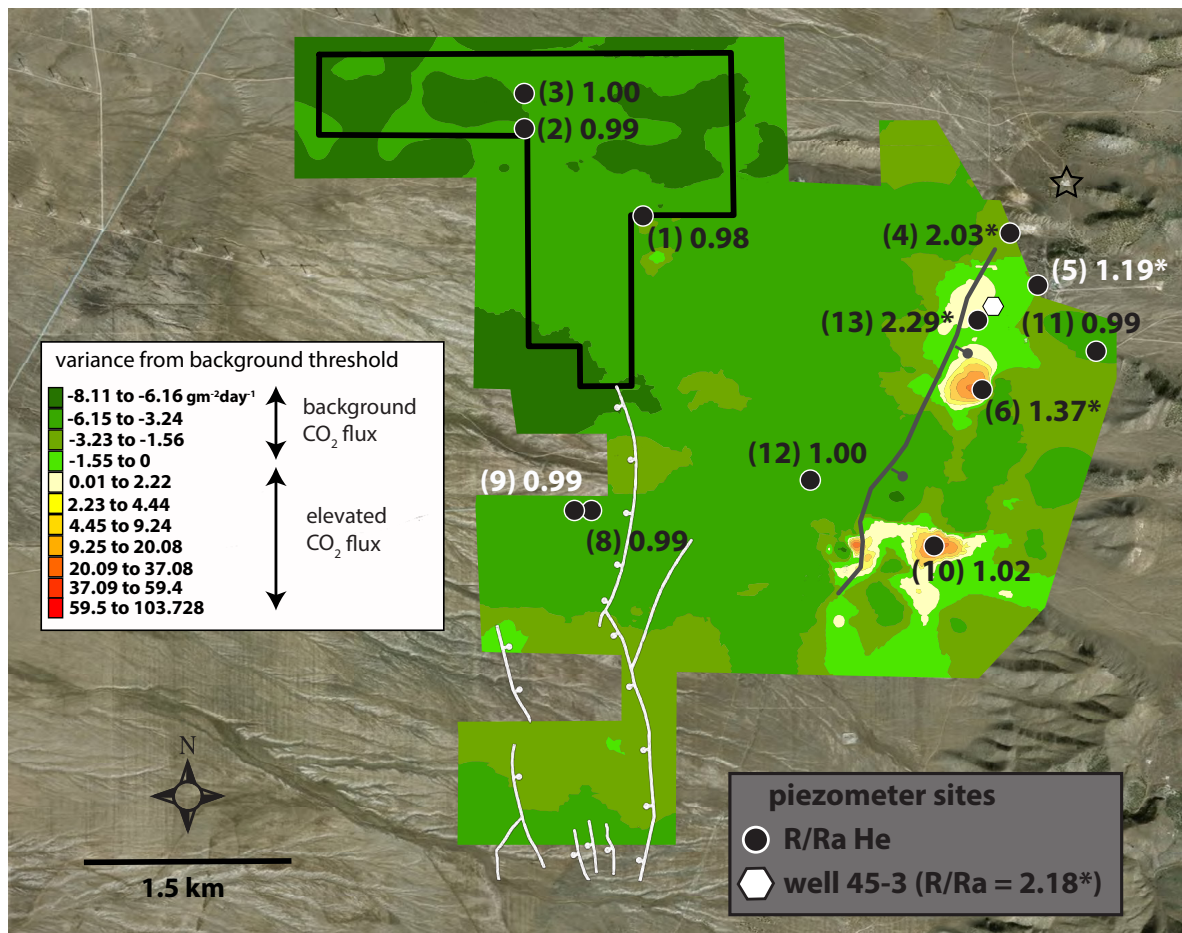 (3) 1.00
(2) 0.99
(1) 0.98
(4) 2.03*
(5) 1.19*
(13) 2.29*
(11) 0.99
(6) 1.37*
(12) 1.00
(9) 0.99
(8) 0.99
(10) 1.02
variance from background threshold
-8.11 to -6.16 gm-²day-¹
-6.15 to -3.24
-3.23 to -1.56
-1.55 to 0
0.01 to 2.22
2.23 to 4.44
4.45 to 9.24
9.25 to 20.08
20.09 to 37.08
37.09 to 59.4
59.5 to 103.728
background
CO₂ flux
elevated
CO₂ flux
N
1.5 km
piezometer sites
R/Ra He
well 45-3 (R/Ra = 2.18*)